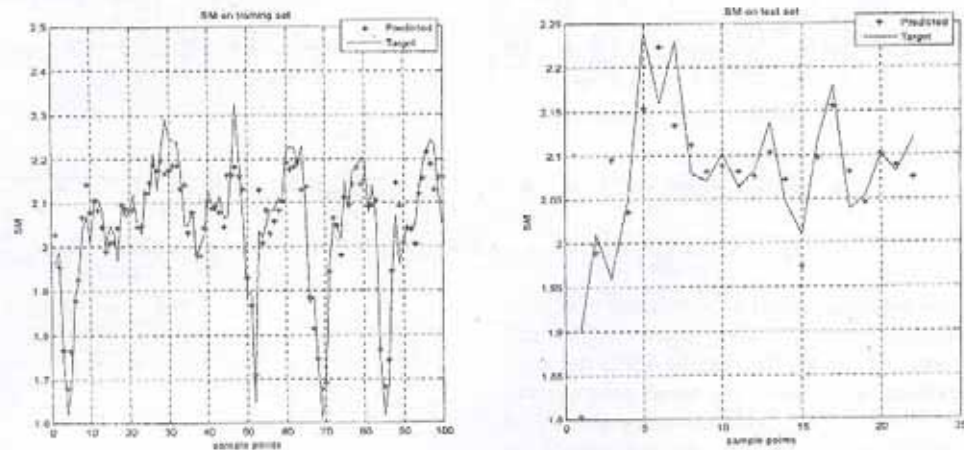 SM on training set
Predicted
Target
2.5
2.4
2.3
2.2
2.1
2
1.9
1.8
1.7
1.6
SM
0 10 20 30 40 50 60 70 80 90 100
sample points
SM on test set
Predicted
Target
2.25
2.2
2.15
2.1
2.05
2
1.95
1.9
1.85
1.8
SM
0 5 10 15 20 25
sample points